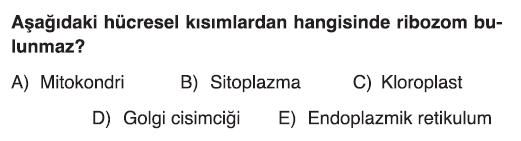 Aşağıdaki hücresel kısımlardan hangisinde ribozom bu-
lunmaz?
A) Mitokondri B) Sitoplazma C) Kloroplast
D) Golgi cisimciği E) Endoplazmik retikulum